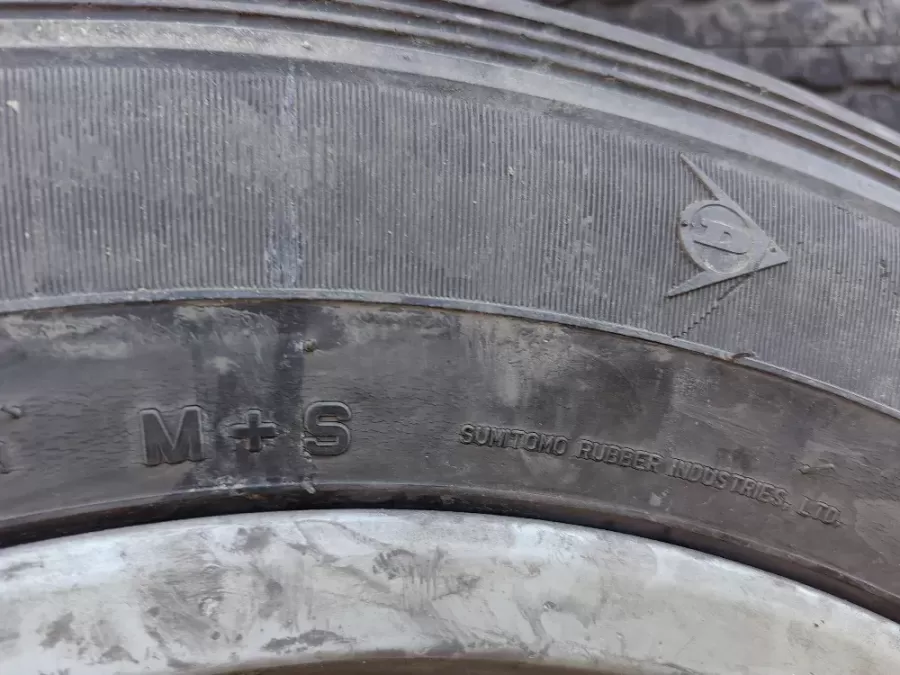 D
M+S
SUMITOMO RUBBER INDUSTRIES, LTD.